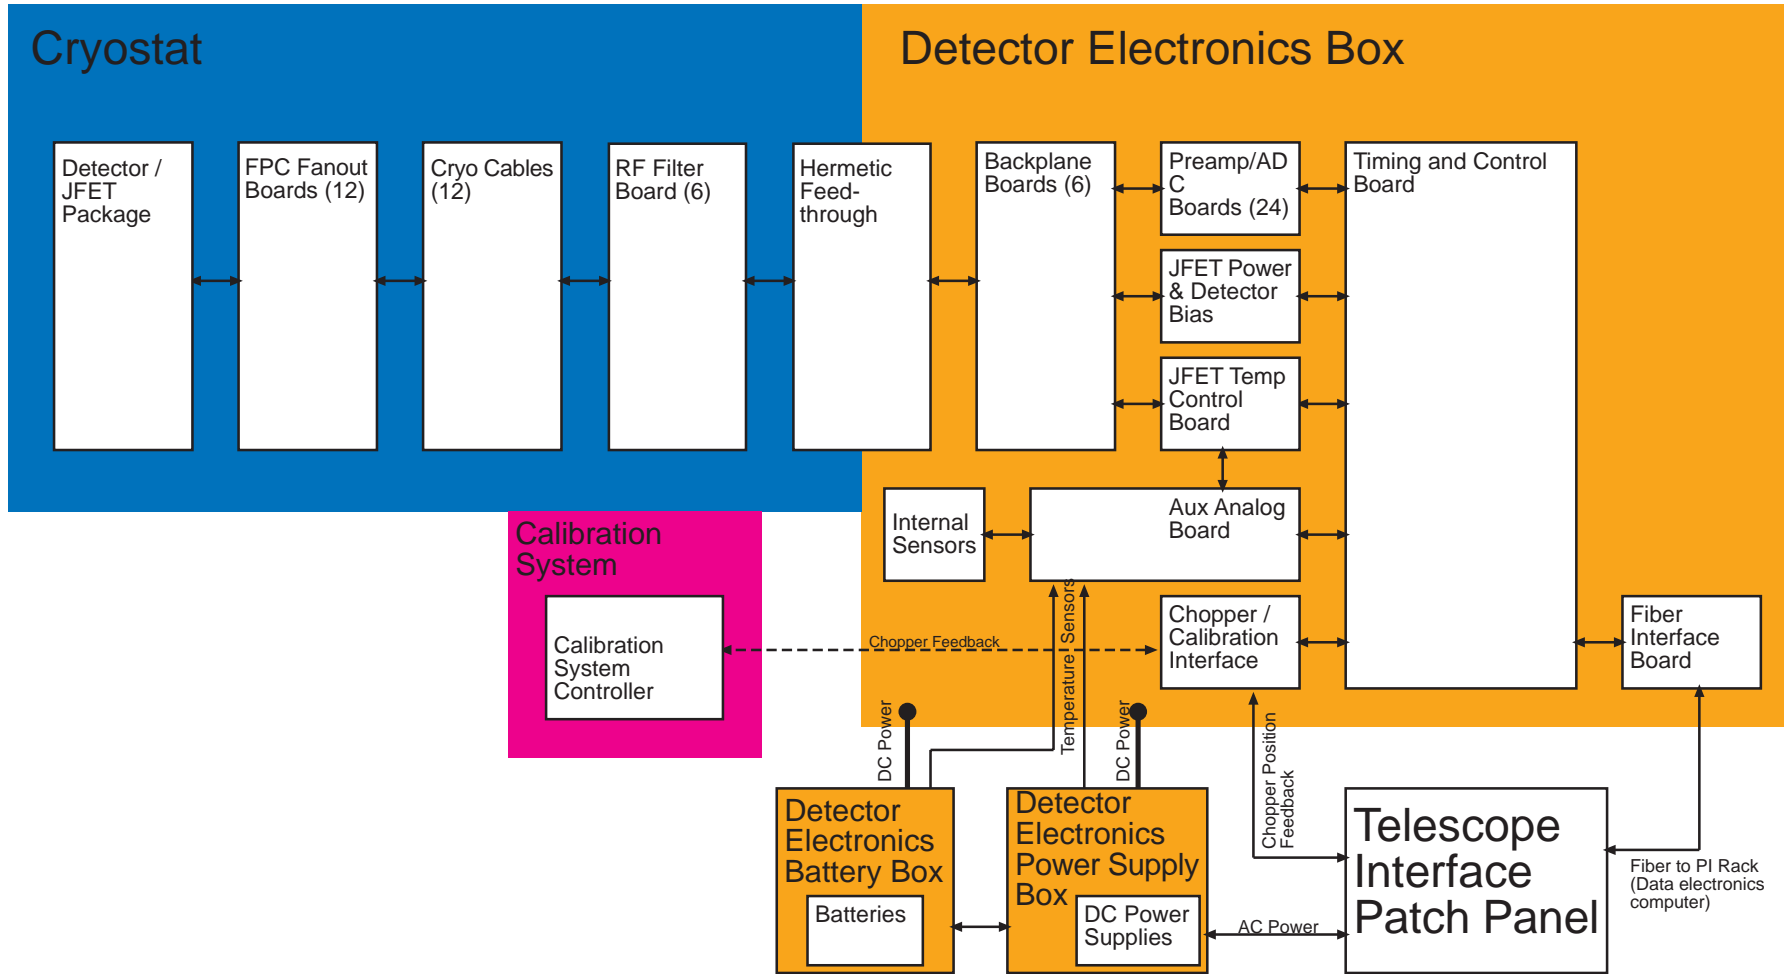 Cryostat
Detector Electronics Box
Detector /
JFET
Package
FPC Fanout
Boards (12)
Cryo Cables
(12)
RF Filter
Board (6)
Hermetic
Feed-
through
Backplane
Boards (6)
Preamp/AD
C
Boards (24)
Timing and Control
Board
JFET Power
& Detector
Bias
JFET Temp
Control
Board
Internal
Sensors
Aux Analog
Board
Calibration
System
Calibration
System
Controller
Chopper Feedback
Temperature Sensors
Chopper /
Calibration
Interface
Fiber
Interface
Board
DC Power
DC Power
Chopper Position
Feedback
Detector
Electronics
Battery Box
Batteries
Detector
Electronics
Power Supply
Box
DC Power
Supplies
AC Power
Telescope
Interface
Patch Panel
Fiber to PI Rack
(Data electronics
computer)